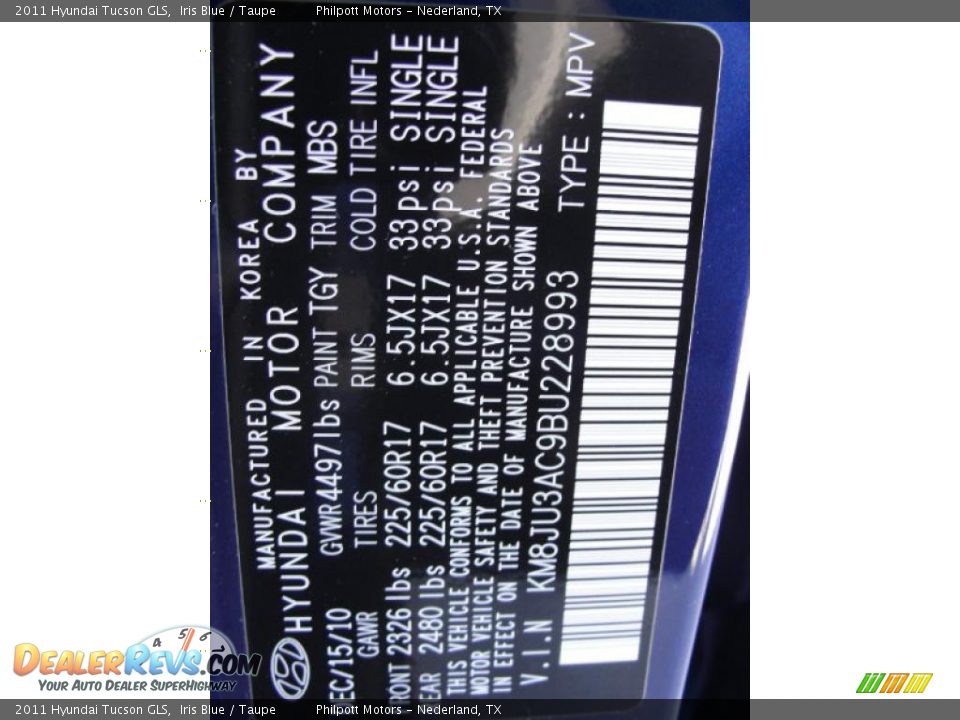 2011 Hyundai Tucson GLS,  Iris Blue / Taupe Philpott Motors - Nederland, TX
MANUFACTURED IN KOREA BY
HYUNDAI MOTOR COMPANY
EC/15/10 GVWR4497lbs PAINT TGY TRIM MBS
GAWR TIRES RIMS COLD TIRE INFL
RONT 2326 lbs 225/60R17 6.5JX17 33psi SINGLE
EAR 2480 lbs 225/60R17 6.5JX17 33psi SINGLE
THIS VEHICLE CONFORMS TO ALL APPLICABLE U.S.A. FEDERAL
MOTOR VEHICLE SAFETY AND THEFT PREVENTION STANDARDS
IN EFFECT ON THE DATE OF MANUFACTURE SHOWN ABOVE
V.I.N KM8JU3AC9BU228993 TYPE : MPV
4 5 6
DEALERREVS.COM
YOUR AUTO DEALER SUPERHIGHWAY
2011 Hyundai Tucson GLS,  Iris Blue / Taupe Philpott Motors - Nederland, TX